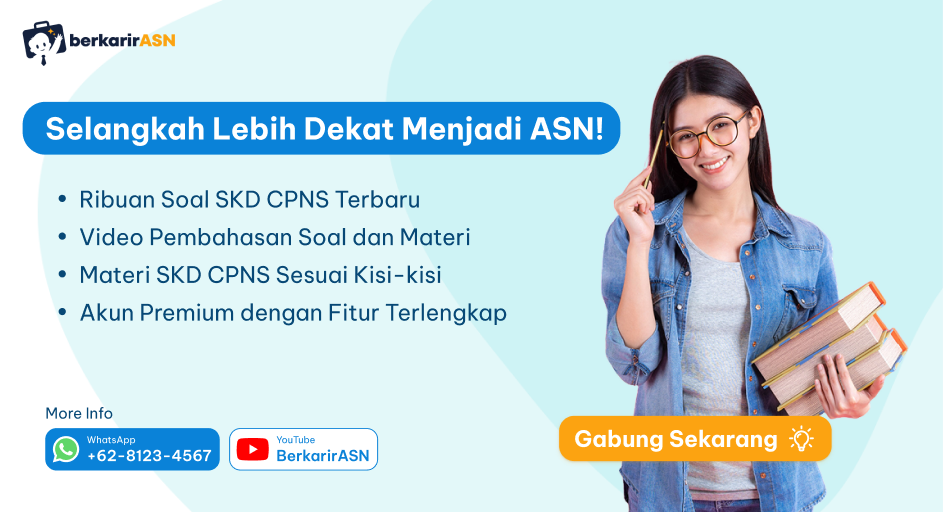 berkarirASN
Selangkah Lebih Dekat Menjadi ASN!
• Ribuan Soal SKD CPNS Terbaru
• Video Pembahasan Soal dan Materi
• Materi SKD CPNS Sesuai Kisi-kisi
• Akun Premium dengan Fitur Terlengkap
More Info
WhatsApp
+62-8123-4567
YouTube
BerkarirASN
Gabung Sekarang